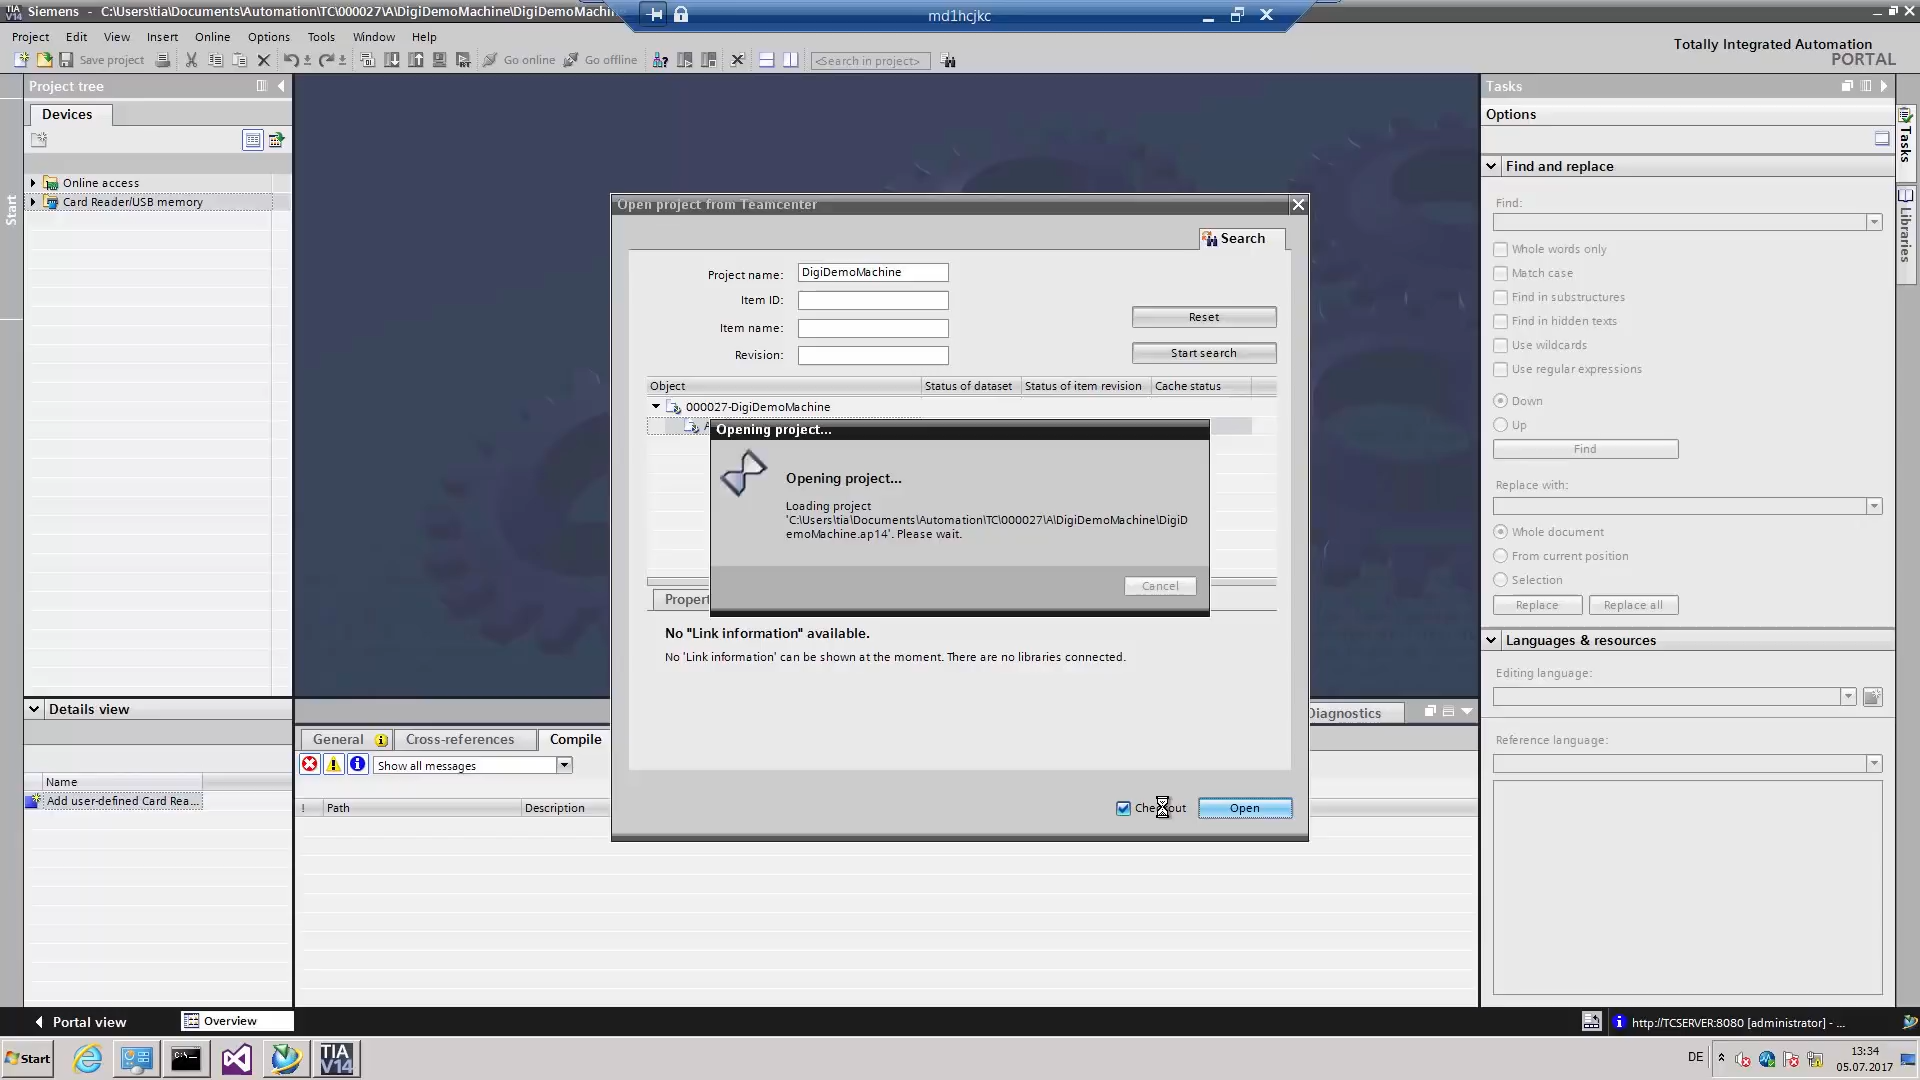 TIA V14 Siemens - C:\Users\tia\Documents\Automation\TC\000027\A\DigiDemoMachine\DigiDemoMachin
md1hcjkc
Project Edit View Insert Online Options Tools Window Help
Totally Integrated Automation
PORTAL
Save project
Go online
Go offline
<Search in project>
Project tree
Devices
Start
Online access
Card Reader/USB memory
Open project from Teamcenter
Search
Project name: DigiDemoMachine
Item ID:
Item name:
Revision:
Reset
Start search
Object Status of dataset Status of item revision Cache status
000027-DigiDemoMachine
A
Opening project...
Opening project...
Loading project
'C:\Users\tia\Documents\Automation\TC\000027\A\DigiDemoMachine\DigiD
emoMachine.ap14'. Please wait.
Cancel
Propert
No "Link information" available.
No 'Link information' can be shown at the moment. There are no libraries connected.
Open
Tasks
Options
Find and replace
Find:
Whole words only
Match case
Find in substructures
Find in hidden texts
Use wildcards
Use regular expressions
Down
Up
Find
Replace with:
Whole document
From current position
Selection
Replace
Replace all
Languages & resources
Editing language:
Reference language:
Tasks
Libraries
Details view
Name
Add user-defined Card Rea...
Diagnostics
General
Cross-references
Compile
Show all messages
! Path Description
Portal view
Overview
http://TCSERVER:8080 [administrator] - ...
Start
TIA
V14
DE
13:34
05.07.2017